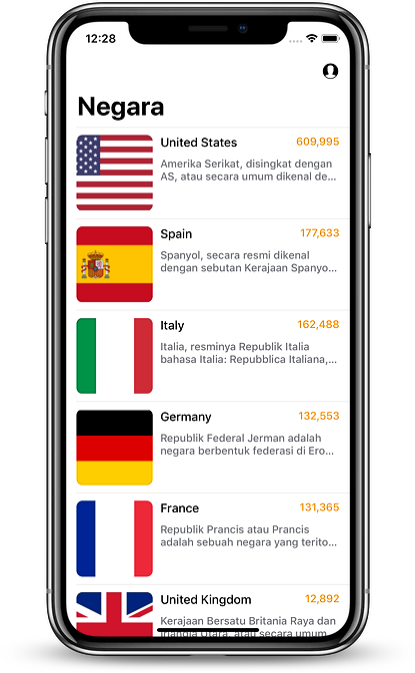 12:28
Negara
United States 609,995
Amerika Serikat, disingkat dengan
AS, atau secara umum dikenal de...
Spain 177,633
Spanyol, secara resmi dikenal
dengan sebutan Kerajaan Spanyo...
Italy 162,488
Italia, resminya Republik Italia
bahasa Italia: Repubblica Italiana,...
Germany 132,553
Republik Federal Jerman adalah
negara berbentuk federasi di Ero...
France 131,365
Republik Prancis atau Prancis
adalah sebuah negara yang terito...
United Kingdom 12,892
Kerajaan Bersatu Britania Raya dan
Irlandia Utara, atau secara umum